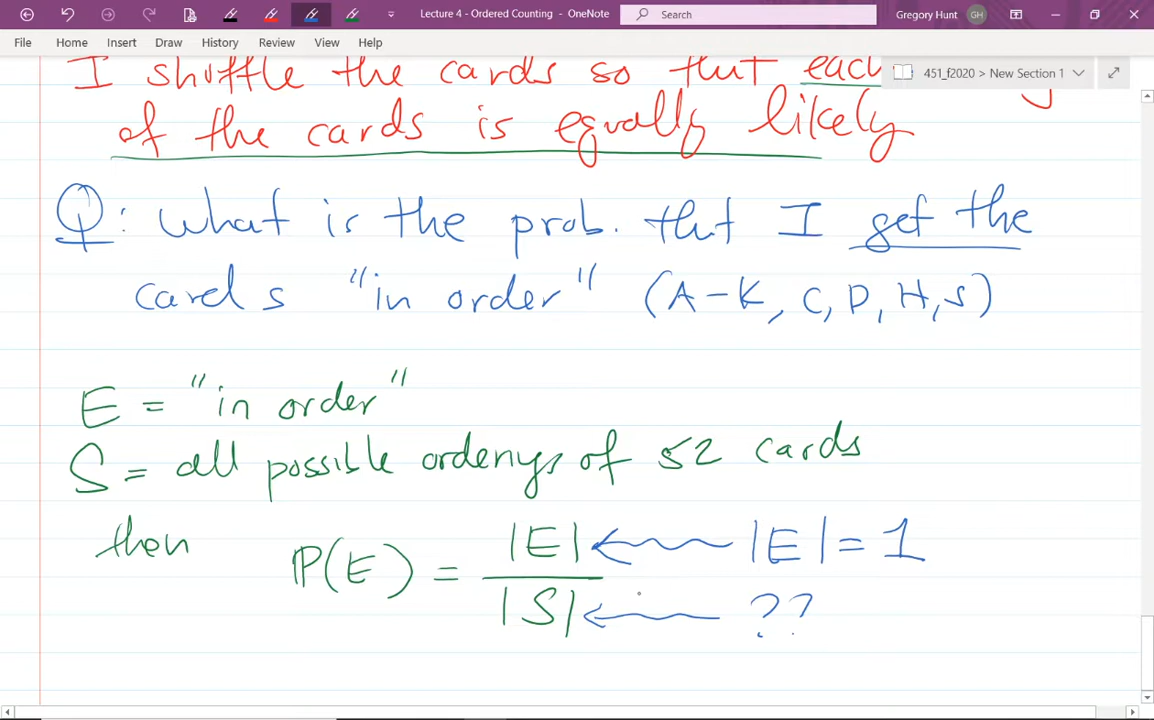 Lecture 4 - Ordered Counting - OneNote
Search
Gregory Hunt
GH
File Home Insert Draw History Review View Help
451_f2020 > New Section 1
I shuffle the cards so that each
of the cards is equally likely
Q: What is the prob. that I get the
cards "in order" (A-K, C, D, H, S)
E = "in order"
S = all possible orderings of 52 cards
then P(E) = |E| / |S|
|E| = 1
??